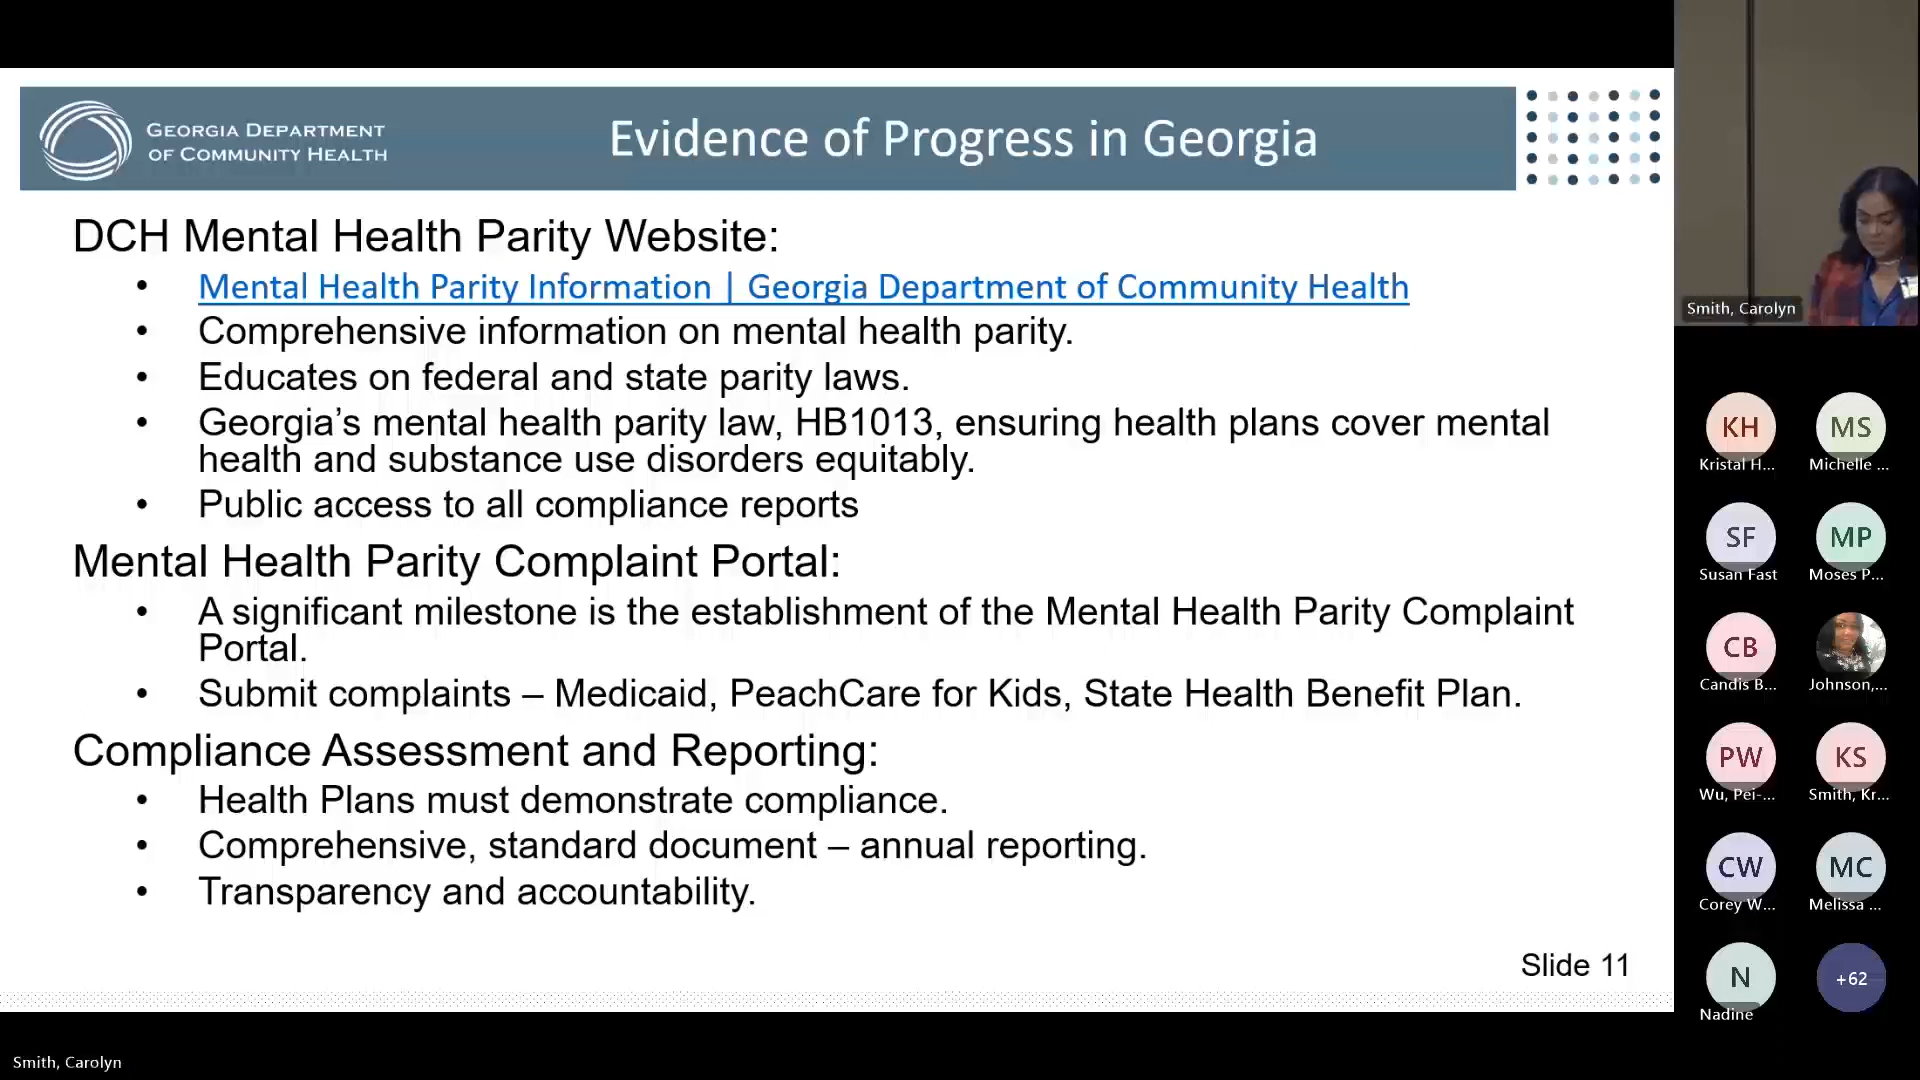 GEORGIA DEPARTMENT
OF COMMUNITY HEALTH
Evidence of Progress in Georgia
DCH Mental Health Parity Website:
• Mental Health Parity Information | Georgia Department of Community Health
• Comprehensive information on mental health parity.
• Educates on federal and state parity laws.
• Georgia’s mental health parity law, HB1013, ensuring health plans cover mental
health and substance use disorders equitably.
• Public access to all compliance reports
Mental Health Parity Complaint Portal:
• A significant milestone is the establishment of the Mental Health Parity Complaint
Portal.
• Submit complaints – Medicaid, PeachCare for Kids, State Health Benefit Plan.
Compliance Assessment and Reporting:
• Health Plans must demonstrate compliance.
• Comprehensive, standard document – annual reporting.
• Transparency and accountability.
Slide 11
Smith, Carolyn
KH
Kristal H...
MS
Michelle ...
SF
Susan Fast
MP
Moses P...
CB
Candis B...
Johnson,...
PW
Wu, Pei-...
KS
Smith, Kr...
CW
Corey W...
MC
Melissa ...
N
Nadine
+62
Smith, Carolyn